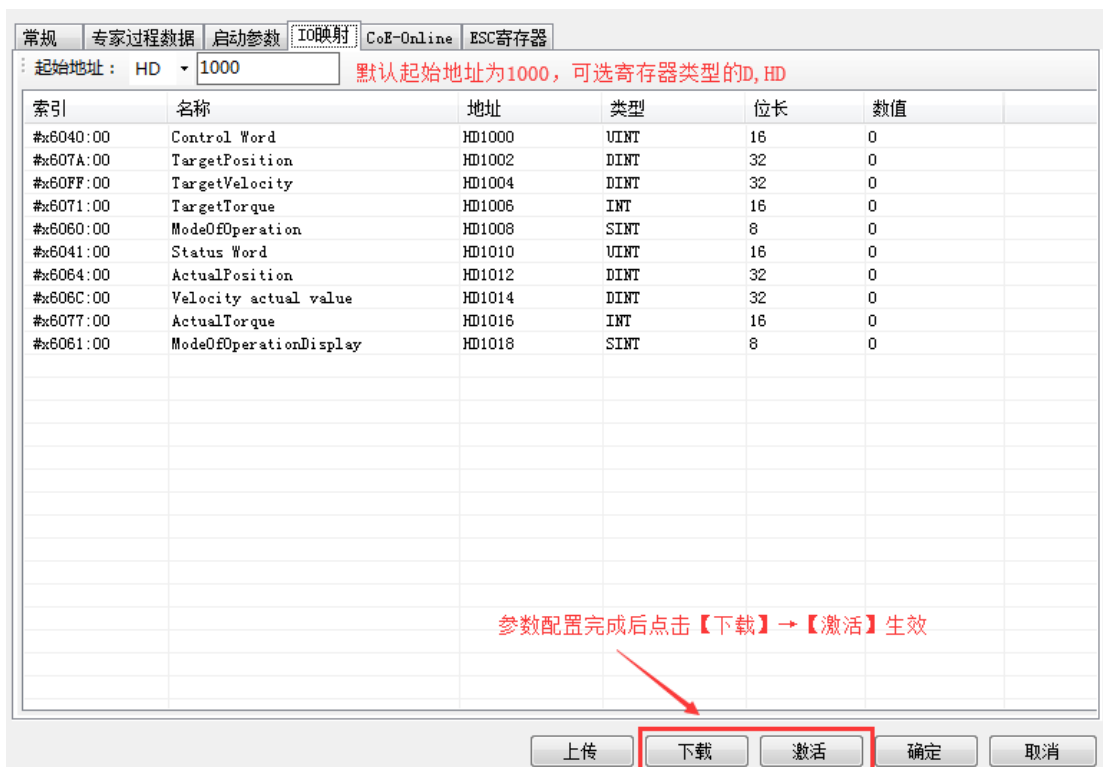 常规 专家过程数据 启动参数 IO映射 CoE-Online ESC寄存器
起始地址： HD 1000 默认起始地址为1000，可选寄存器类型的D,HD
索引 名称 地址 类型 位长 数值
#x6040:00 Control Word HD1000 UINT 16 0
#x607A:00 TargetPosition HD1002 DINT 32 0
#x60FF:00 TargetVelocity HD1004 DINT 32 0
#x6071:00 TargetTorque HD1006 INT 16 0
#x6060:00 ModeOfOperation HD1008 SINT 8 0
#x6041:00 Status Word HD1010 UINT 16 0
#x6064:00 ActualPosition HD1012 DINT 32 0
#x606C:00 Velocity actual value HD1014 DINT 32 0
#x6077:00 ActualTorque HD1016 INT 16 0
#x6061:00 ModeOfOperationDisplay HD1018 SINT 8 0
参数配置完成后点击【下载】→【激活】生效
上传 下载 激活 确定 取消